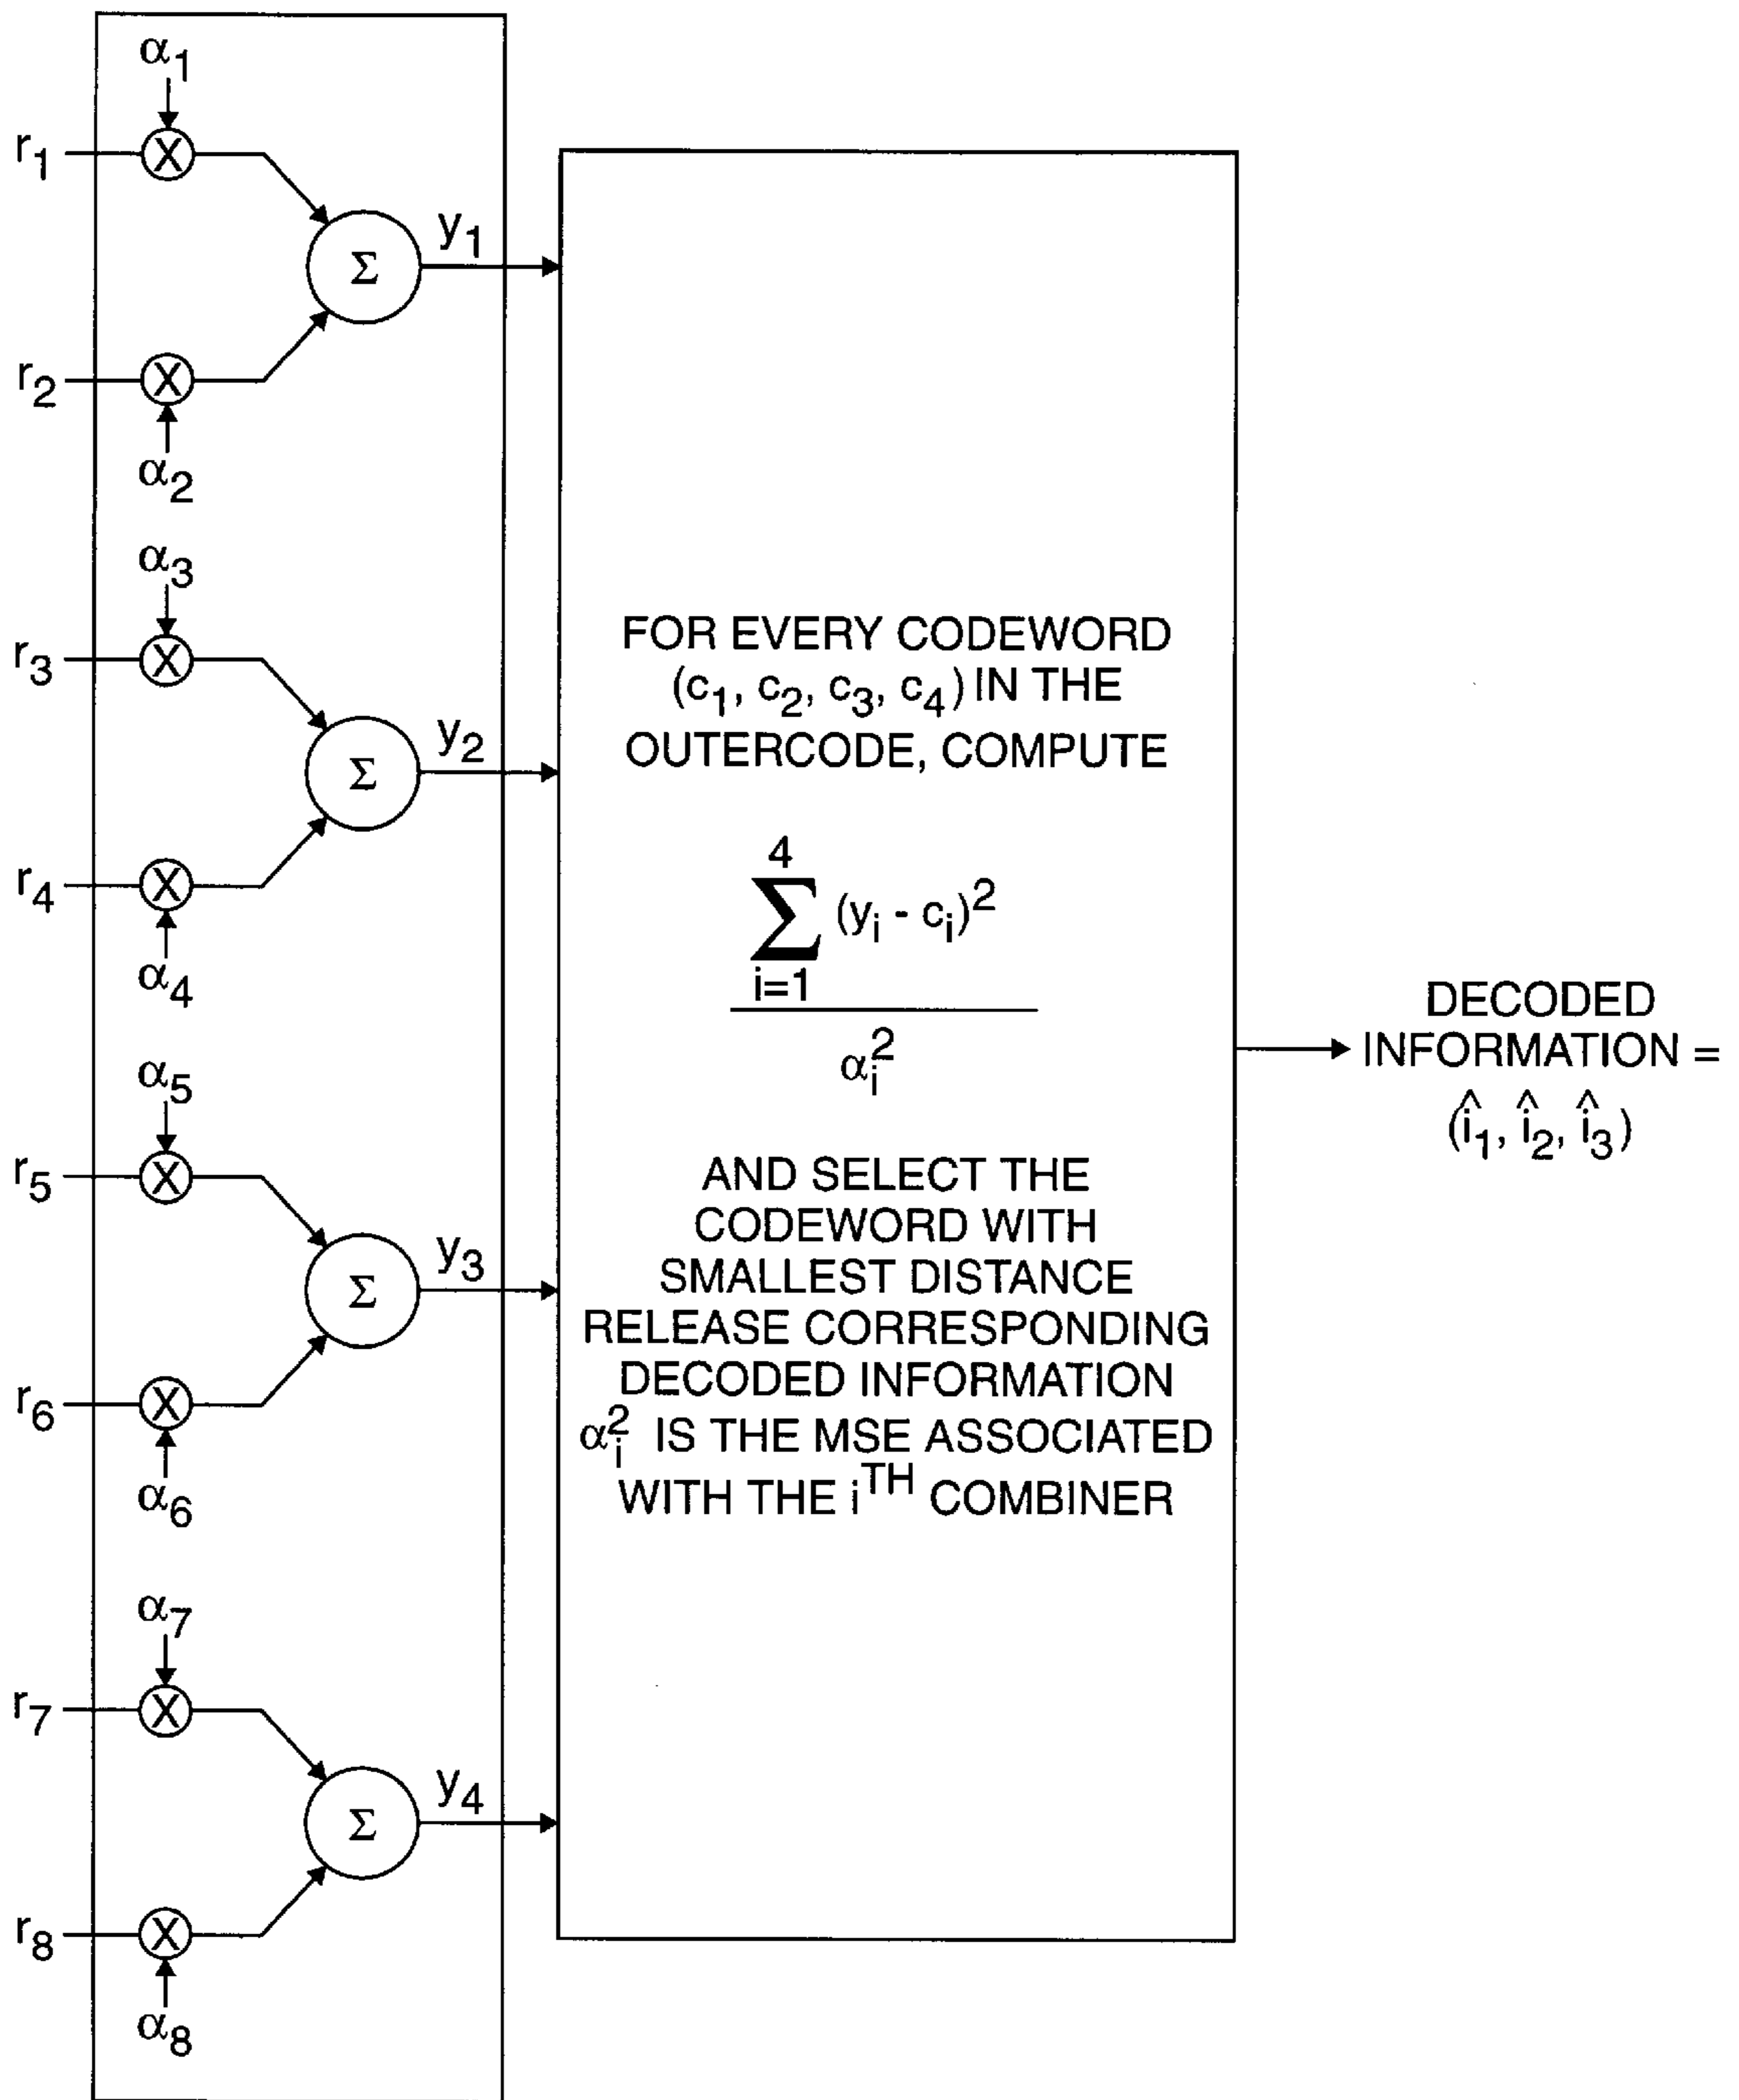 α1
r1 X
Σ y1
r2 X
α2
α3
r3 X
Σ y2
r4 X
α4
α5
r5 X
Σ y3
r6 X
α6
α7
r7 X
Σ y4
r8 X
α8
FOR EVERY CODEWORD
(c1, c2, c3, c4) IN THE
OUTERCODE, COMPUTE
4
∑ (yi - ci)2
i=1
αi2
AND SELECT THE
CODEWORD WITH
SMALLEST DISTANCE
RELEASE CORRESPONDING
DECODED INFORMATION
αi2 IS THE MSE ASSOCIATED
WITH THE iTH COMBINER
DECODED
INFORMATION =
(î1, î2, î3)